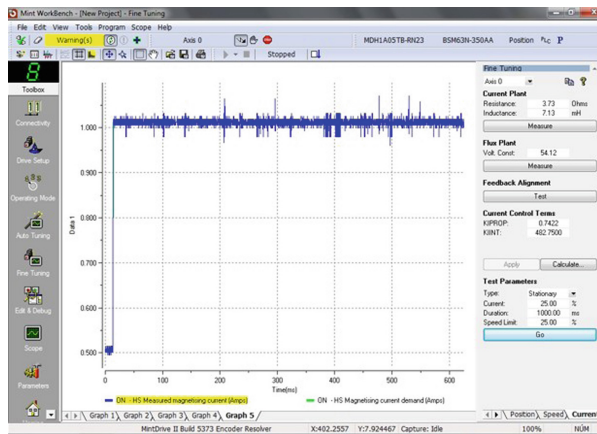 Mint WorkBench - [New Project] - Fine Tuning
File Edit View Tools Program Scope Help
Warning(s) Axis 0 MDH1A05TB-RN23 BSM63N-350AA Position
Stopped
Toolbox
Connectivity
Drive Setup
Operating Mode
Auto Tuning
Fine Tuning
Edit & Debug
Scope
Parameters
Data 1
1.000
0.900
0.800
0.700
0.600
0.500
0 100 200 300 400 500 600
Time(ms)
ON - HS Measured magnetising current (Amps) ON - HS Magnetising current demand (Amps)
Graph 1 Graph 2 Graph 3 Graph 4 Graph 5
Fine Tuning
Axis 0
Current Plant
Resistance: 3.73 Ohms
Inductance: 7.13 mH
Measure
Flux Plant
Volt. Const: 54.12
Measure
Feedback Alignment
Test
Current Control Terms
KIPROP: 0.7422
KIINT: 482.7500
Apply Calculate...
Test Parameters
Type: Stationary
Current: 25.00 %
Duration: 1000.00 ms
Speed Limit: 25.00 %
Go
Position Speed Current
MintDrive II Build 5373 Encoder Resolver X:402.2557 Y:7.924467 Capture: Idle 100% NÚM